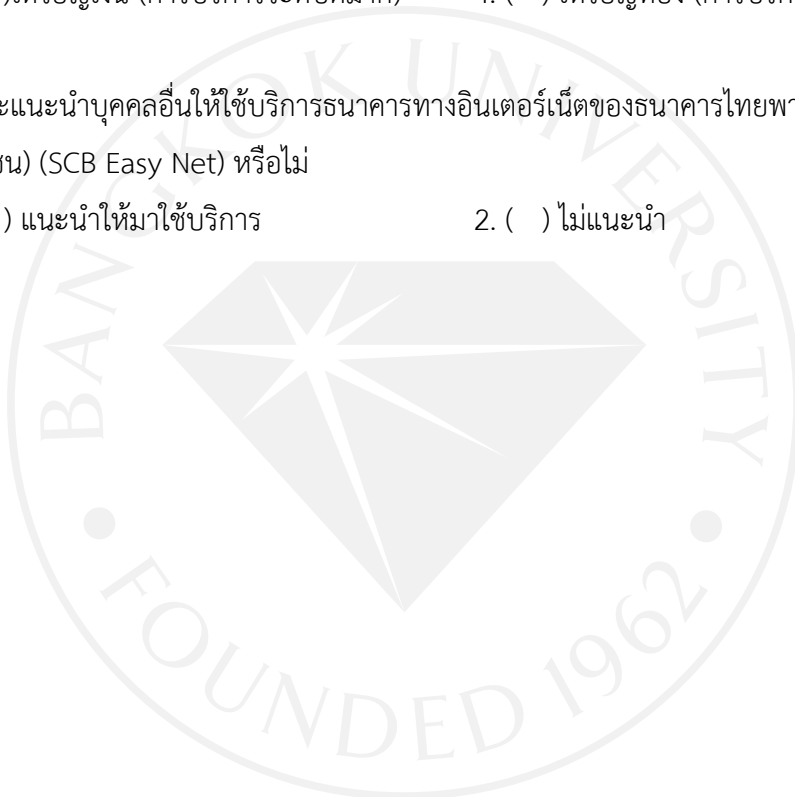 แนะนำบุคคลอื่นให้ใช้บริการธนาคารทางอินเตอร์เน็ตของธนาคารไทยพา
ชน) (SCB Easy Net) หรือไม่
) แนะนำให้มาใช้บริการ 2. ( ) ไม่แนะนำ
BANGKOK UNIVERSITY
FOUNDED 1962